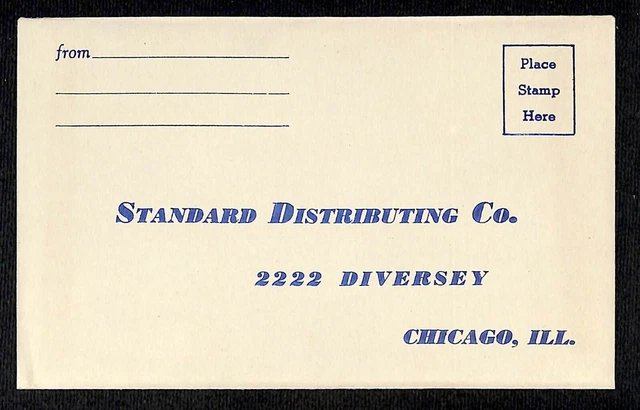 from
Place
Stamp
Here
Standard Distributing Co.
2222 DIVERSEY
CHICAGO, ILL.